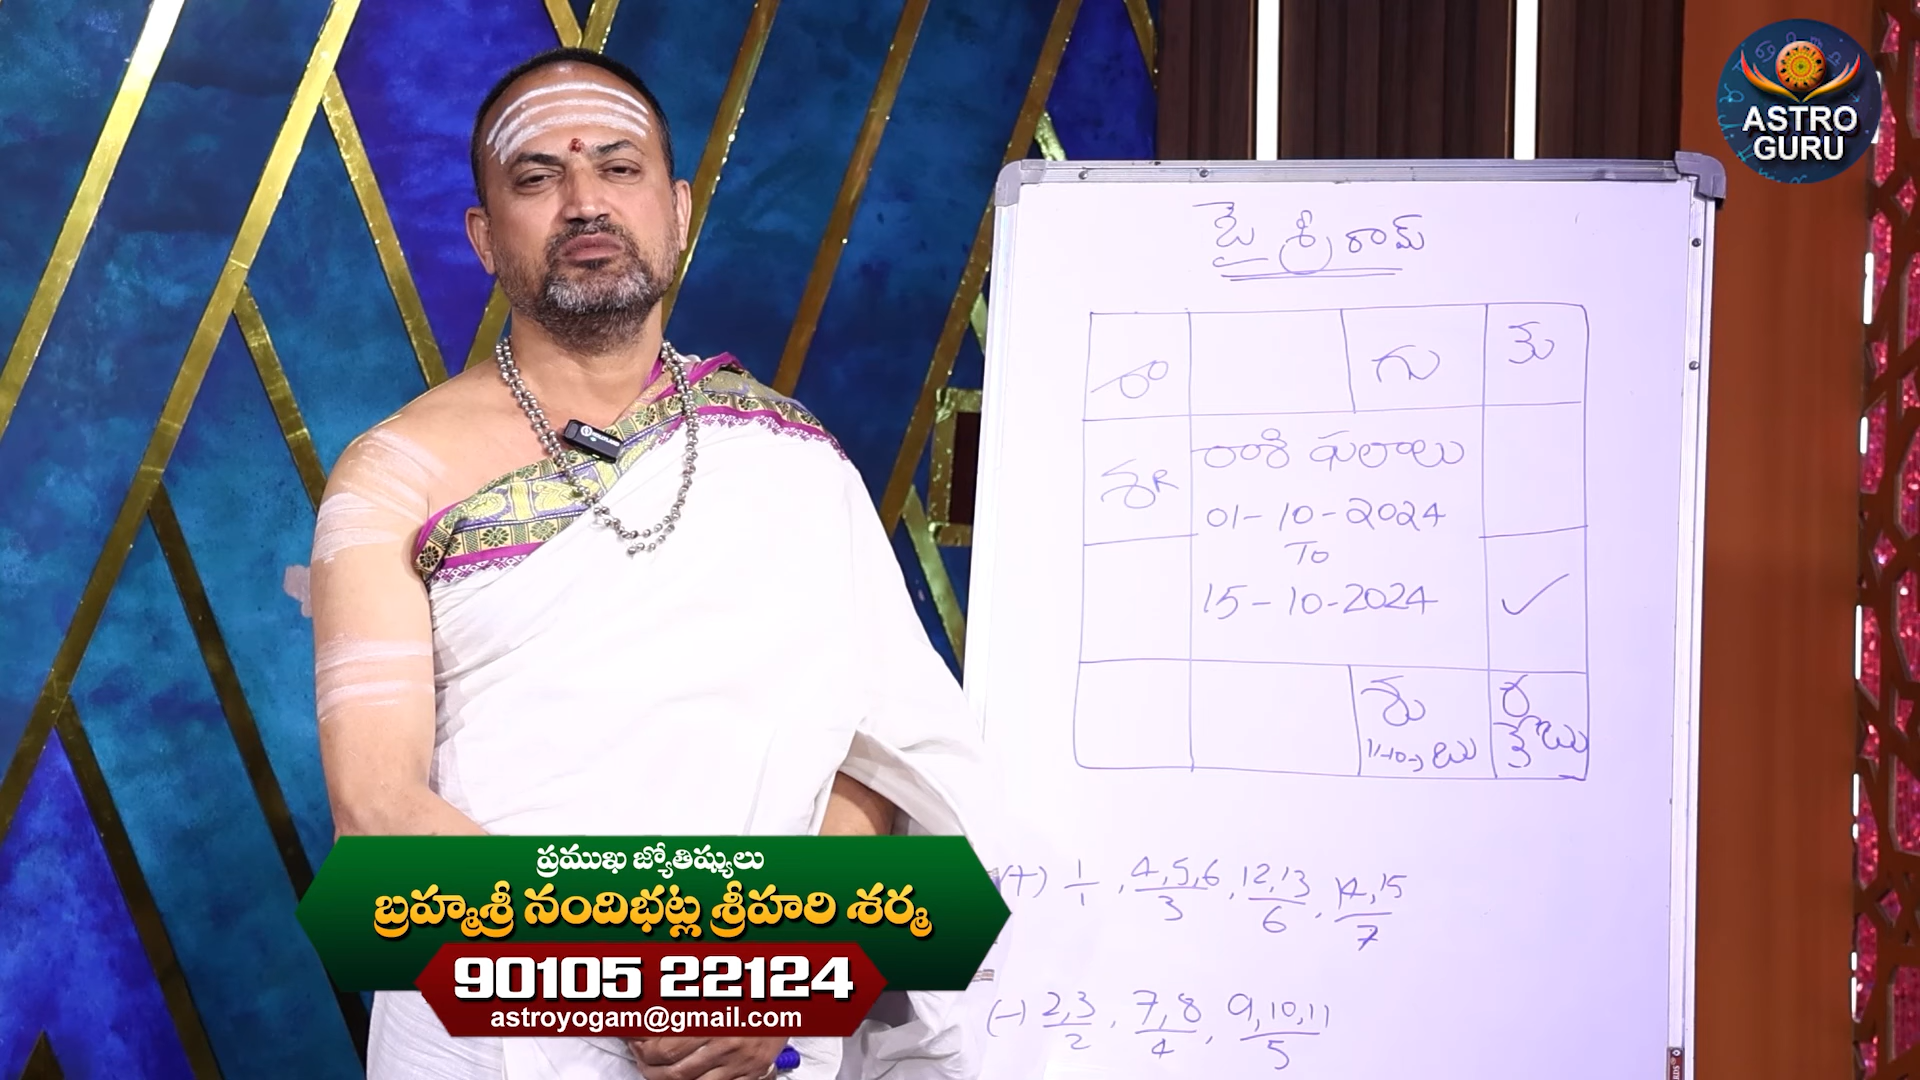 ASTRO
GURU
జై శ్రీ రామ్
రా గు కు
రాశి ఫలాలు
శR
01-10-2024
To
15-10-2024
శు ర
కే బు
11-10→ బు
(+) 1/1, 4,5,6/3, 12,13/6, 14,15/7
(-) 2,3/2, 7,8/4, 9,10,11/5
ప్రముఖ జ్యోతిష్యులు
బ్రహ్మశ్రీ నందిభట్ల శ్రీహరి శర్మ
90105 22124
astroyogam@gmail.com